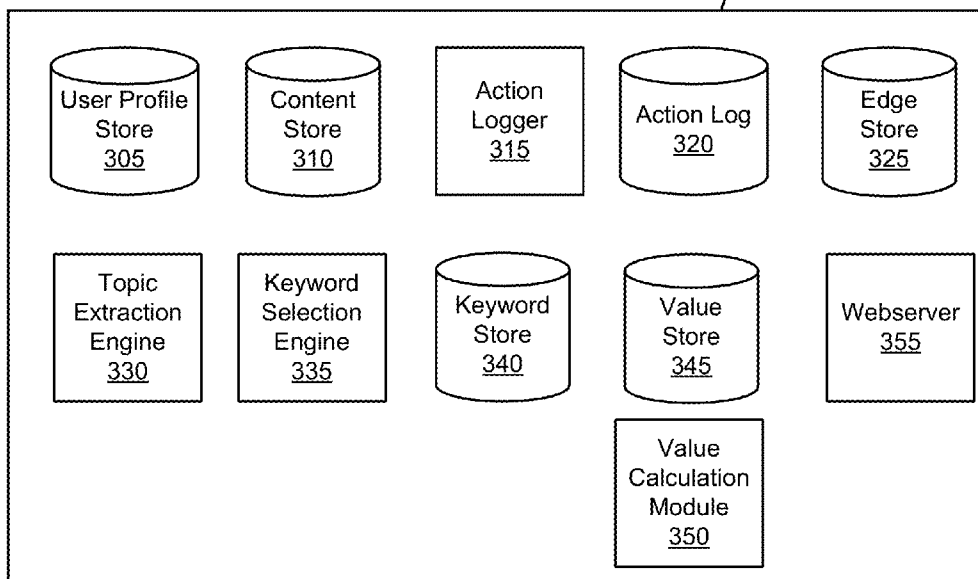 User Profile
Store
305
Content
Store
310
Action
Logger
315
Action Log
320
Edge
Store
325
Topic
Extraction
Engine
330
Keyword
Selection
Engine
335
Keyword
Store
340
Value
Store
345
Webserver
355
Value
Calculation
Module
350